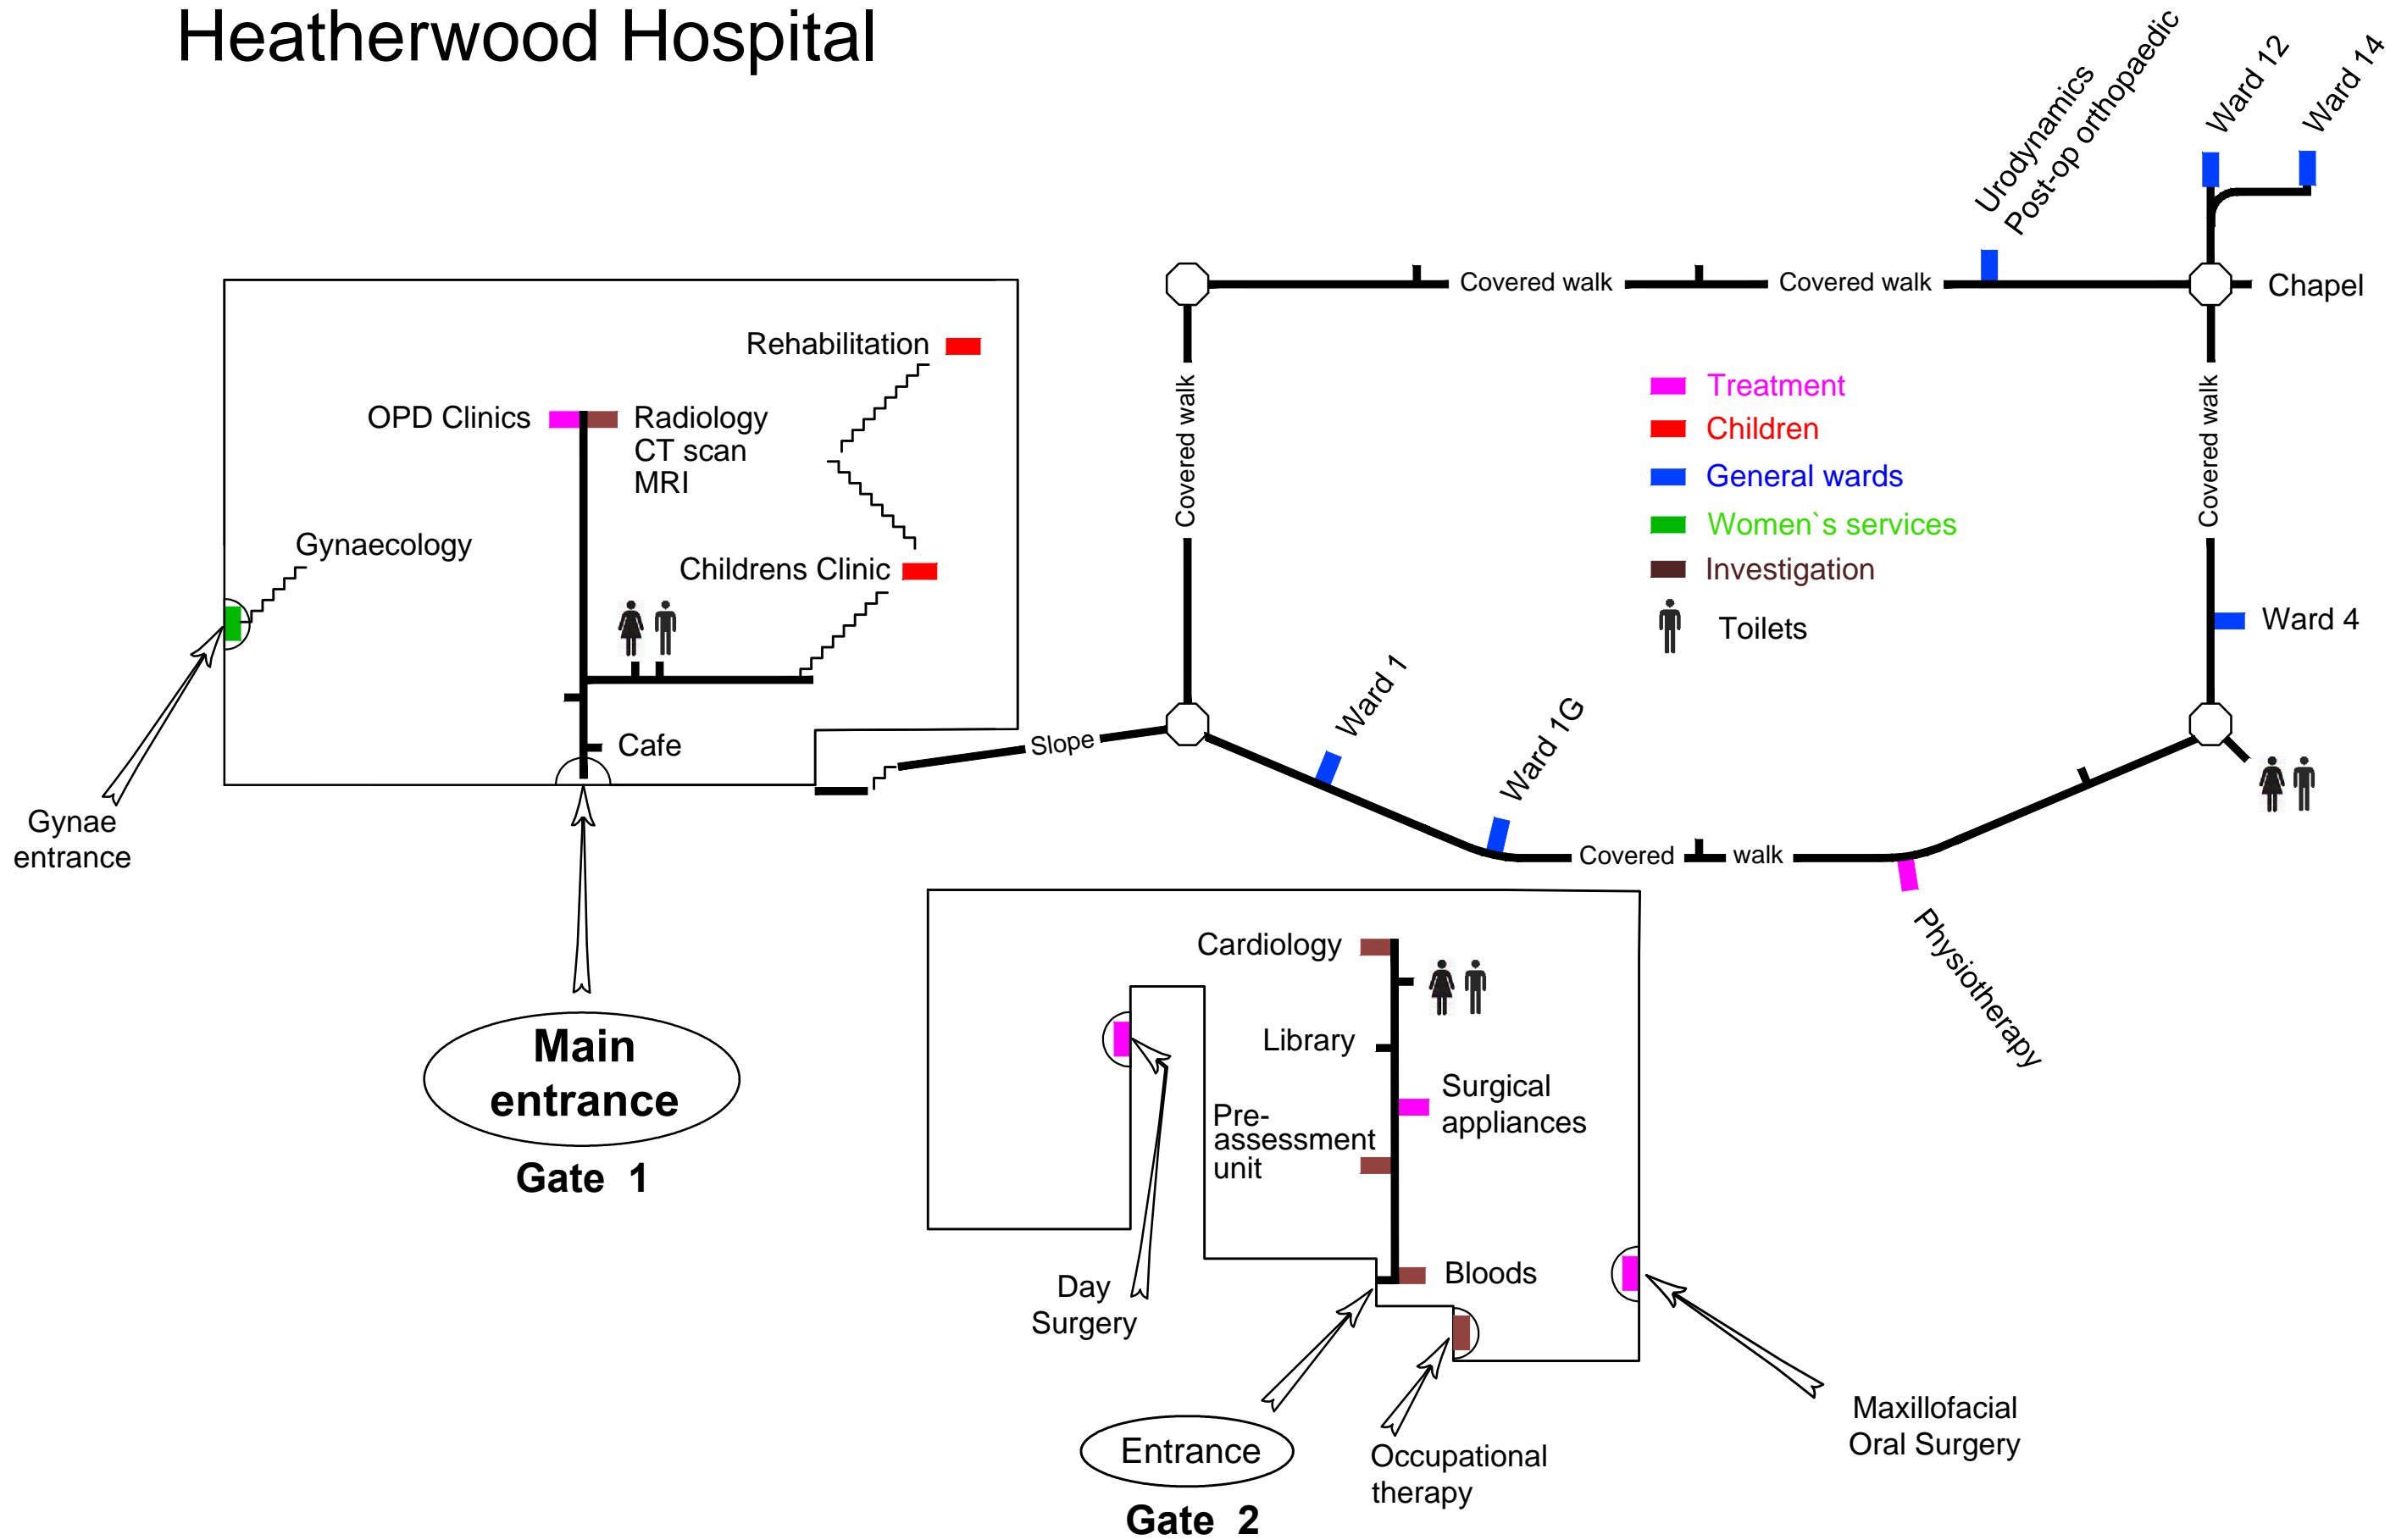 Heatherwood Hospital
Urodynamics
Post-op orthopaedic
Ward 12
Ward 14
Covered walk
Covered walk
Chapel
Rehabilitation
OPD Clinics
Radiology
CT scan
MRI
Covered walk
Treatment
Children
General wards
Women`s services
Investigation
Toilets
Covered walk
Gynaecology
Childrens Clinic
Ward 4
Cafe
Slope
Ward 1
Ward 1G
Gynae
entrance
Covered
walk
Physiotherapy
Main
entrance
Gate 1
Cardiology
Library
Surgical
appliances
Pre-
assessment
unit
Bloods
Day
Surgery
Entrance
Gate 2
Occupational
therapy
Maxillofacial
Oral Surgery